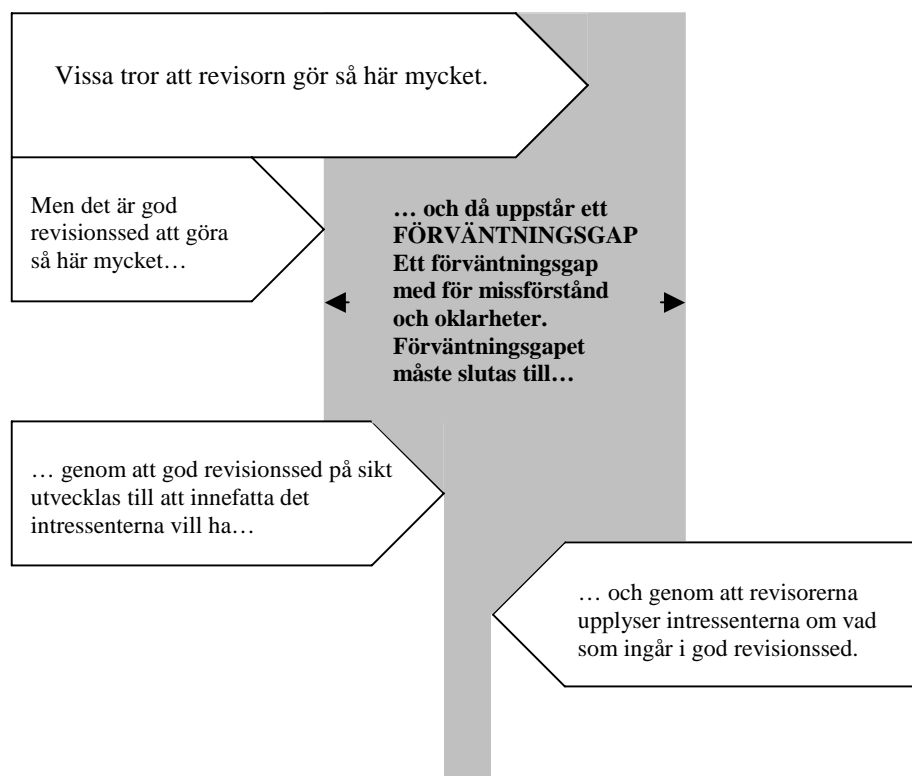 Vissa tror att revisorn gör så här mycket.
Men det är god
revisionssed att göra
så här mycket…
… och då uppstår ett
FÖRVÄNTNINGSGAP
Ett förväntningsgap
med för missförstånd
och oklarheter.
Förväntningsgapet
måste slutas till…
… genom att god revisionssed på sikt
utvecklas till att innefatta det
intressenterna vill ha…
… och genom att revisorerna
upplyser intressenterna om vad
som ingår i god revisionssed.